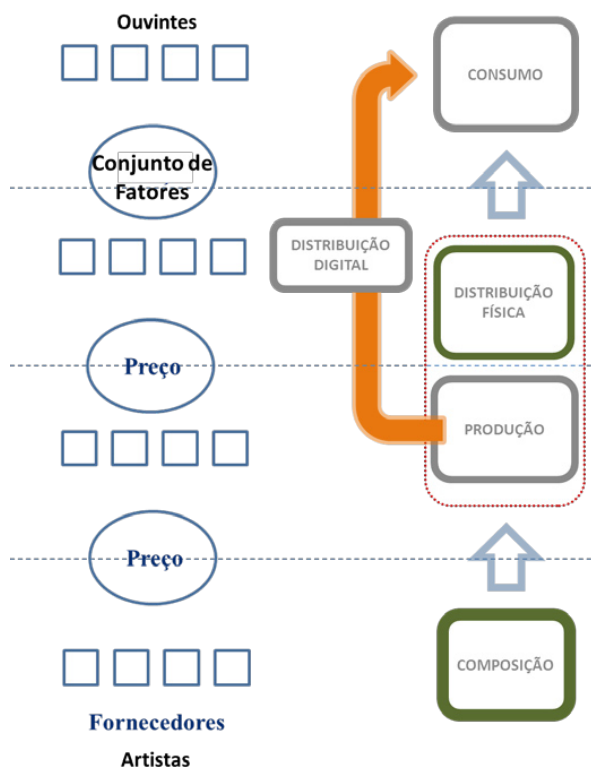 Ouvintes
CONSUMO
Conjunto de
Fatores
DISTRIBUIÇÃO
DIGITAL
DISTRIBUIÇÃO
FÍSICA
Preço
PRODUÇÃO
Preço
COMPOSIÇÃO
Fornecedores
Artistas